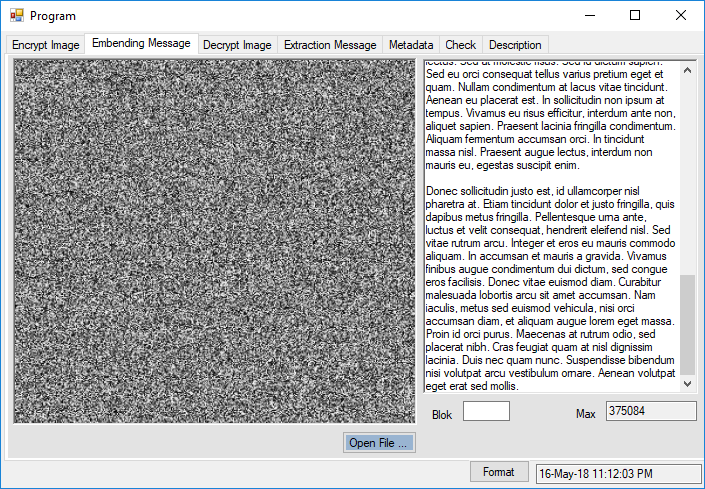 Program
Encrypt Image
Embending Message
Decrypt Image
Extraction Message
Metadata
Check
Description
lectus. Sed at molestie risus. Sed id dictum sapien.
Sed eu orci consequat tellus varius pretium eget et
quam. Nullam condimentum at lacus vitae tincidunt.
Aenean eu placerat est. In sollicitudin non ipsum at
tempus. Vivamus eu risus efficitur, interdum ante non,
aliquet sapien. Praesent lacinia fringilla condimentum.
Aliquam fermentum accumsan orci. In tincidunt
massa nisl. Praesent augue lectus, interdum non
mauris eu, egestas suscipit enim.
Donec sollicitudin justo est, id ullamcorper nisl
pharetra at. Etiam tincidunt dolor et justo fringilla, quis
dapibus metus fringilla. Pellentesque urna ante,
luctus et velit consequat, hendrerit eleifend nisl. Sed
vitae rutrum arcu. Integer et eros eu mauris commodo
aliquam. In accumsan et mauris a gravida. Vivamus
finibus augue condimentum dui dictum, sed congue
eros facilisis. Donec vitae euismod diam. Curabitur
malesuada lobortis arcu sit amet accumsan. Nam
iaculis, metus sed euismod vehicula, nisi orci
accumsan diam, et aliquam augue lorem eget massa.
Proin id orci purus. Maecenas at rutrum odio, sed
placerat nibh. Cras feugiat quam at nisl dignissim
lacinia. Duis nec quam nunc. Suspendisse bibendum
nisi volutpat arcu vestibulum ornare. Aenean volutpat
eget erat sed mollis.
Blok
Max
375084
Open File ...
Format
16-May-18 11:12:03 PM